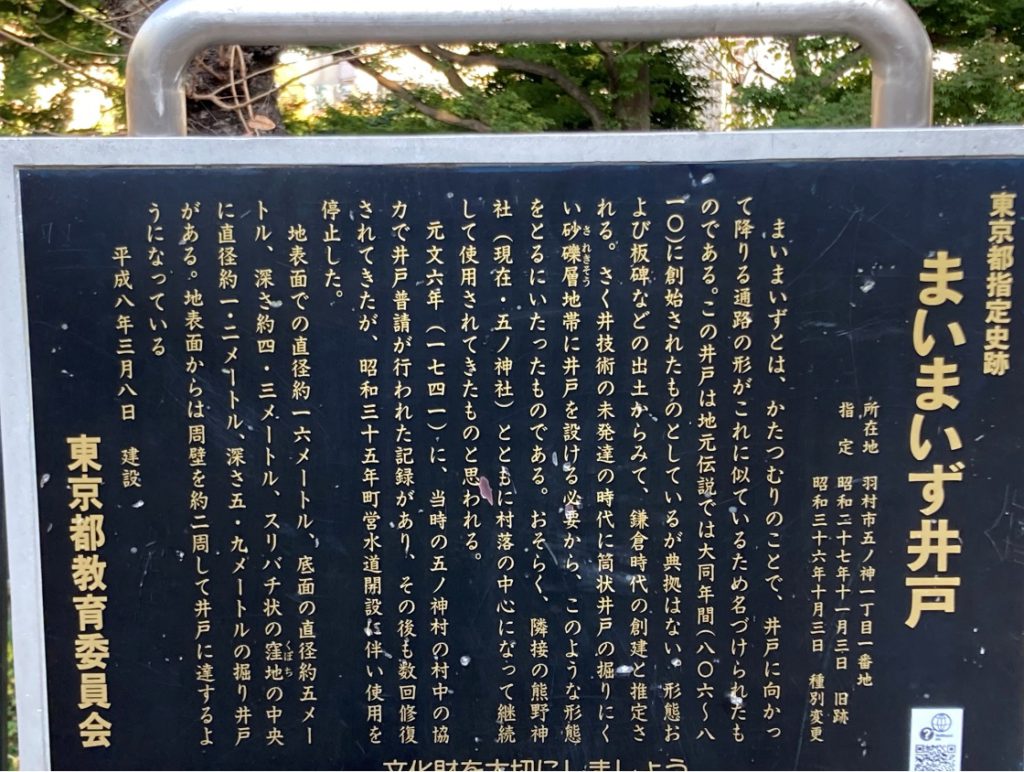 東京都指定史跡
まいまいず井戸
所在地 羽村市五ノ神一丁目一番地
指定 昭和二十七年十一月三日 旧跡
昭和三十六年十月三日 種別変更
まいまいずとは、かたつむりのことで、井戸に向かっ
て降りる通路の形がこれに似ているため名づけられたも
のである。この井戸は地元伝説では大同年間(八〇六〜八
一〇)に創始されたものとしているが典拠はない。形態お
よび板碑などの出土からみて、鎌倉時代の創建と推定さ
れる。さく井技術の未発達の時代に筒状井戸の掘りにく
い砂礫層地帯に井戸を設ける必要から、このような形態
をとるにいたったものである。おそらく、隣接の熊野神
社(現在・五ノ神社)とともに村落の中心になって継続
して使用されてきたものと思われる。
元文六年(一七四一)に、当時の五ノ神村の村中の協
力で井戸普請が行われた記録があり、その後も数回修復
されてきたが、昭和三十五年町営水道開設に伴い使用を
停止した。
地表面での直径約一六メートル、底面の直径約五メー
トル、深さ約四・三メートル、スリバチ状の窪地の中央
に直径約一・二メートル、深さ五・九メートルの掘り井戸
がある。地表面からは周壁を約二周して井戸に達するよ
うになっている
平成八年三月八日 建設
東京都教育委員会
文化財を大切にしましょう